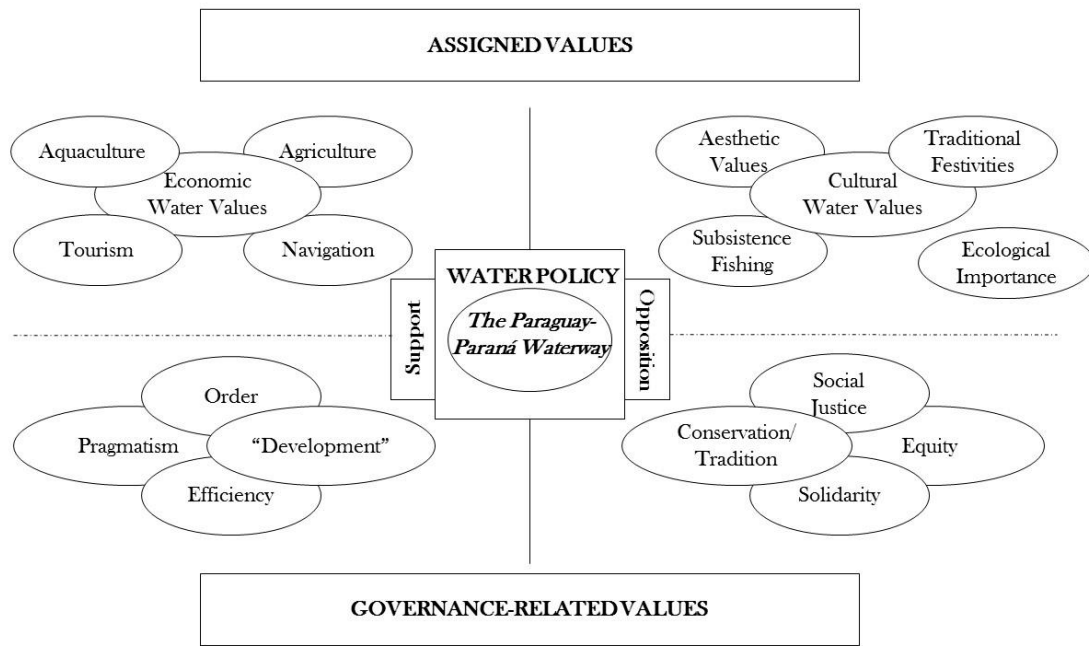 ASSIGNED VALUES
Aquaculture
Agriculture
Economic
Water Values
Tourism
Navigation
Aesthetic
Values
Traditional
Festivities
Cultural
Water Values
Subsistence
Fishing
Ecological
Importance
Support
WATER POLICY
The Paraguay-
Paraná Waterway
Opposition
Order
Pragmatism
“Development”
Efficiency
Social
Justice
Conservation/
Tradition
Equity
Solidarity
GOVERNANCE-RELATED VALUES